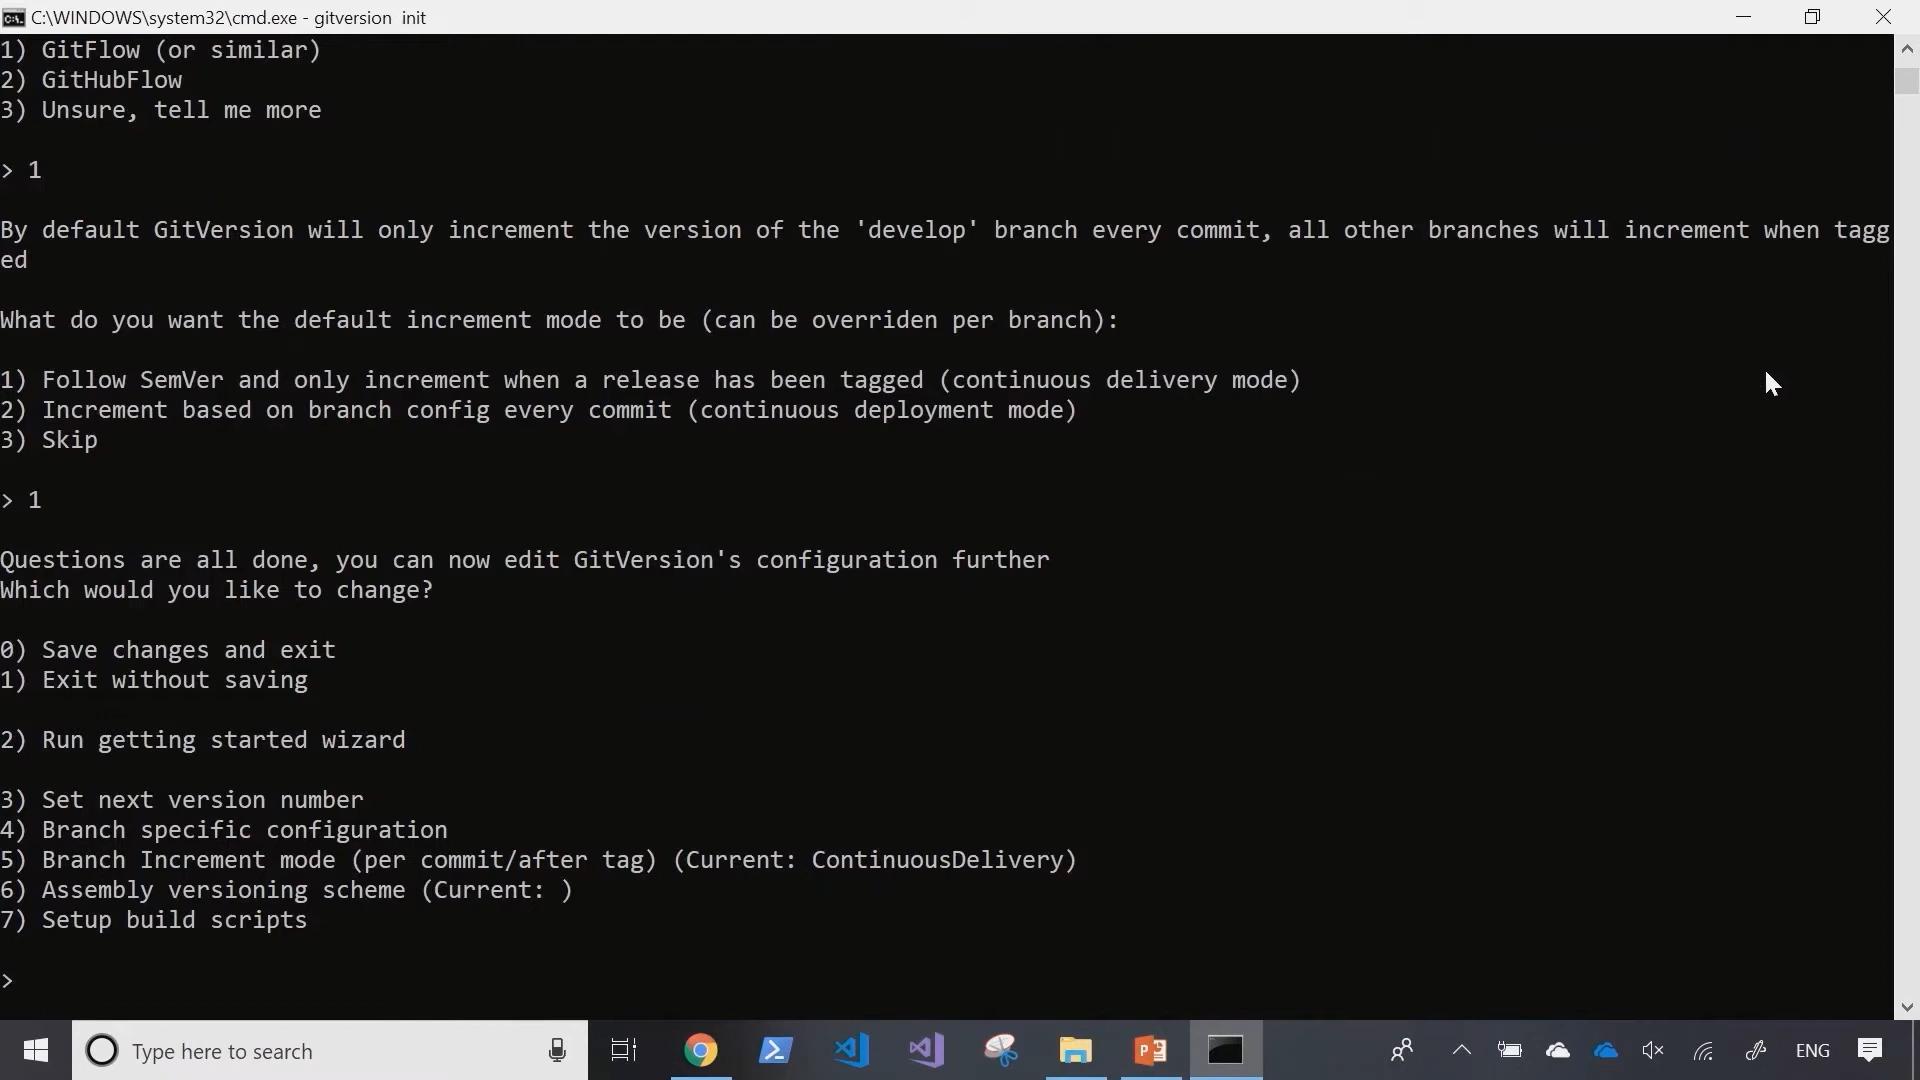 C:\WINDOWS\system32\cmd.exe - gitversion  init
1) GitFlow (or similar)
2) GitHubFlow
3) Unsure, tell me more
> 1
By default GitVersion will only increment the version of the 'develop' branch every commit, all other branches will increment when tagg
ed
What do you want the default increment mode to be (can be overriden per branch):
1) Follow SemVer and only increment when a release has been tagged (continuous delivery mode)
2) Increment based on branch config every commit (continuous deployment mode)
3) Skip
> 1
Questions are all done, you can now edit GitVersion's configuration further
Which would you like to change?
0) Save changes and exit
1) Exit without saving
2) Run getting started wizard
3) Set next version number
4) Branch specific configuration
5) Branch Increment mode (per commit/after tag) (Current: ContinuousDelivery)
6) Assembly versioning scheme (Current: )
7) Setup build scripts
>
Type here to search
ENG